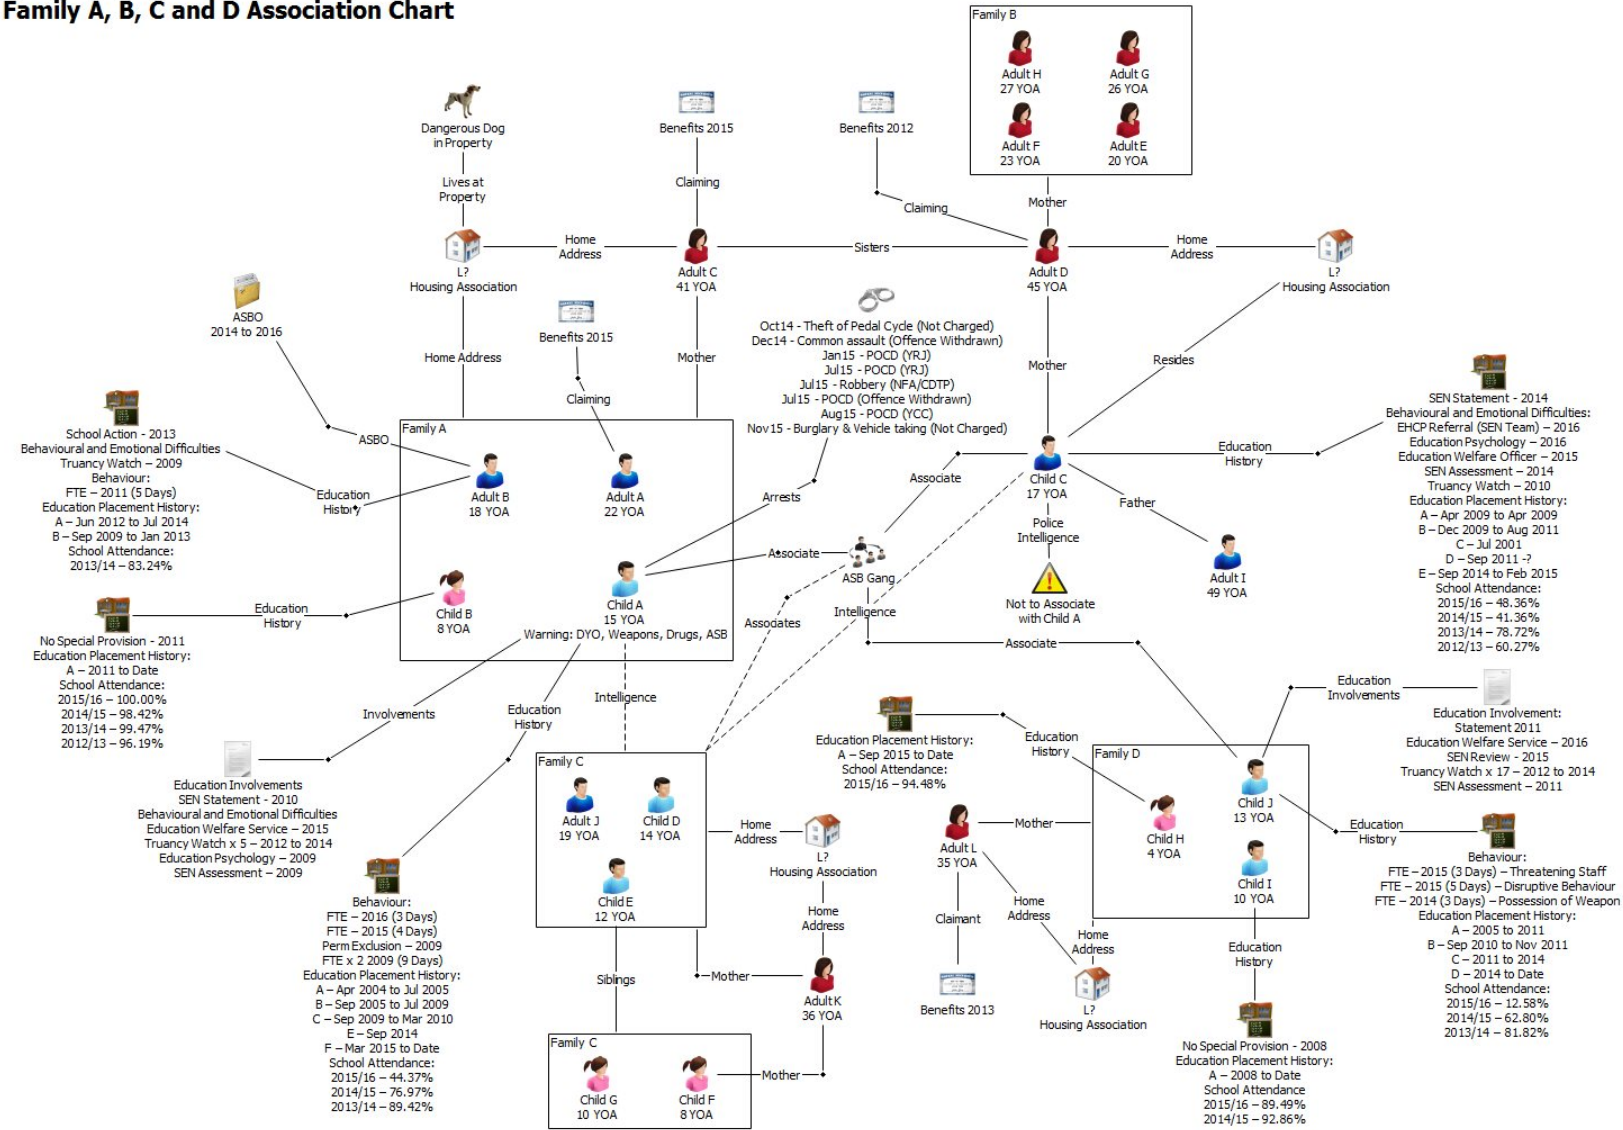 Family A, B, C and D Association Chart
Family B
Adult H
27 YOA
Adult G
26 YOA
Adult F
23 YOA
Adult E
20 YOA
Dangerous Dog
in Property
Benefits 2015
Benefits 2012
Lives at
Property
Claiming
Claiming
Mother
Home
Address
Sisters
Home
Address
L?
Housing Association
Adult C
41 YOA
Adult D
45 YOA
L?
Housing Association
ASBO
2014 to 2016
Benefits 2015
Home Address
Mother
Oct14 - Theft of Pedal Cycle (Not Charged)
Dec14 - Common assault (Offence Withdrawn)
Jan15 - POCD (YRJ)
Jul15 - POCD (YRJ)
Jul15 - Robbery (NFA/CDTP)
Jul15 - POCD (Offence Withdrawn)
Aug15 - POCD (YCC)
Nov15 - Burglary & Vehicle taking (Not Charged)
Mother
Resides
Claiming
School Action - 2013
Behavioural and Emotional Difficulties
Truancy Watch – 2009
Behaviour:
FTE – 2011 (5 Days)
Education Placement History:
A – Jun 2012 to Jul 2014
B – Sep 2009 to Jan 2013
School Attendance:
2013/14 – 83.24%
ASBO
Education
History
Family A
Adult B
18 YOA
Adult A
22 YOA
Child B
8 YOA
Child A
15 YOA
Warning: DYO, Weapons, Drugs, ASB
Arrests
Associate
Associate
ASB Gang
Child C
17 YOA
Education
History
SEN Statement - 2014
Behavioural and Emotional Difficulties:
EHCP Referral (SEN Team) – 2016
Education Psychology – 2016
Education Welfare Officer – 2015
SEN Assessment – 2014
Truancy Watch – 2010
Education Placement History:
A – Apr 2009 to Apr 2009
B – Dec 2009 to Aug 2011
C – Jul 2001
D – Sep 2011 -?
E – Sep 2014 to Feb 2015
School Attendance:
2015/16 – 48.36%
2014/15 – 41.36%
2013/14 – 78.72%
2012/13 – 60.27%
Father
Adult I
49 YOA
Police
Intelligence
Not to Associate
with Child A
Education
History
No Special Provision - 2011
Education Placement History:
A – 2011 to Date
School Attendance:
2015/16 – 100.00%
2014/15 – 98.42%
2013/14 – 99.47%
2012/13 – 96.19%
Associates
Intelligence
Associate
Involvements
Education
History
Intelligence
Education Involvements
SEN Statement - 2010
Behavioural and Emotional Difficulties
Education Welfare Service – 2015
Truancy Watch x 5 – 2012 to 2014
Education Psychology – 2009
SEN Assessment – 2009
Behaviour:
FTE – 2016 (3 Days)
FTE – 2015 (4 Days)
Perm Exclusion – 2009
FTE x 2 2009 (9 Days)
Education Placement History:
A – Apr 2004 to Jul 2005
B – Sep 2005 to Jul 2009
C – Sep 2009 to Mar 2010
E – Sep 2014
F – Mar 2015 to Date
School Attendance:
2015/16 – 44.37%
2014/15 – 76.97%
2013/14 – 89.42%
Family C
Adult J
19 YOA
Child D
14 YOA
Child E
12 YOA
Home
Address
L?
Housing Association
Home
Address
Mother
Adult K
36 YOA
Siblings
Family C
Child G
10 YOA
Child F
8 YOA
Mother
Education Placement History:
A – Sep 2015 to Date
School Attendance:
2015/16 – 94.48%
Education
History
Family D
Child J
13 YOA
Child H
4 YOA
Child I
10 YOA
Mother
Adult L
35 YOA
Claimant
Benefits 2013
Home
Address
Home
Address
L?
Housing Association
Education
Involvements
Education Involvement:
Statement 2011
Education Welfare Service – 2016
SEN Review - 2015
Truancy Watch x 17 – 2012 to 2014
SEN Assessment – 2011
Education
History
Behaviour:
FTE – 2015 (3 Days) – Threatening Staff
FTE – 2015 (5 Days) – Disruptive Behaviour
FTE – 2014 (3 Days) – Possession of Weapon
Education Placement History:
A – 2005 to 2011
B – Sep 2010 to Nov 2011
C – 2011 to 2014
D – 2014 to Date
School Attendance:
2015/16 – 12.58%
2014/15 – 62.80%
2013/14 – 81.82%
Education
History
No Special Provision - 2008
Education Placement History:
A – 2008 to Date
School Attendance
2015/16 – 89.49%
2014/15 – 92.86%